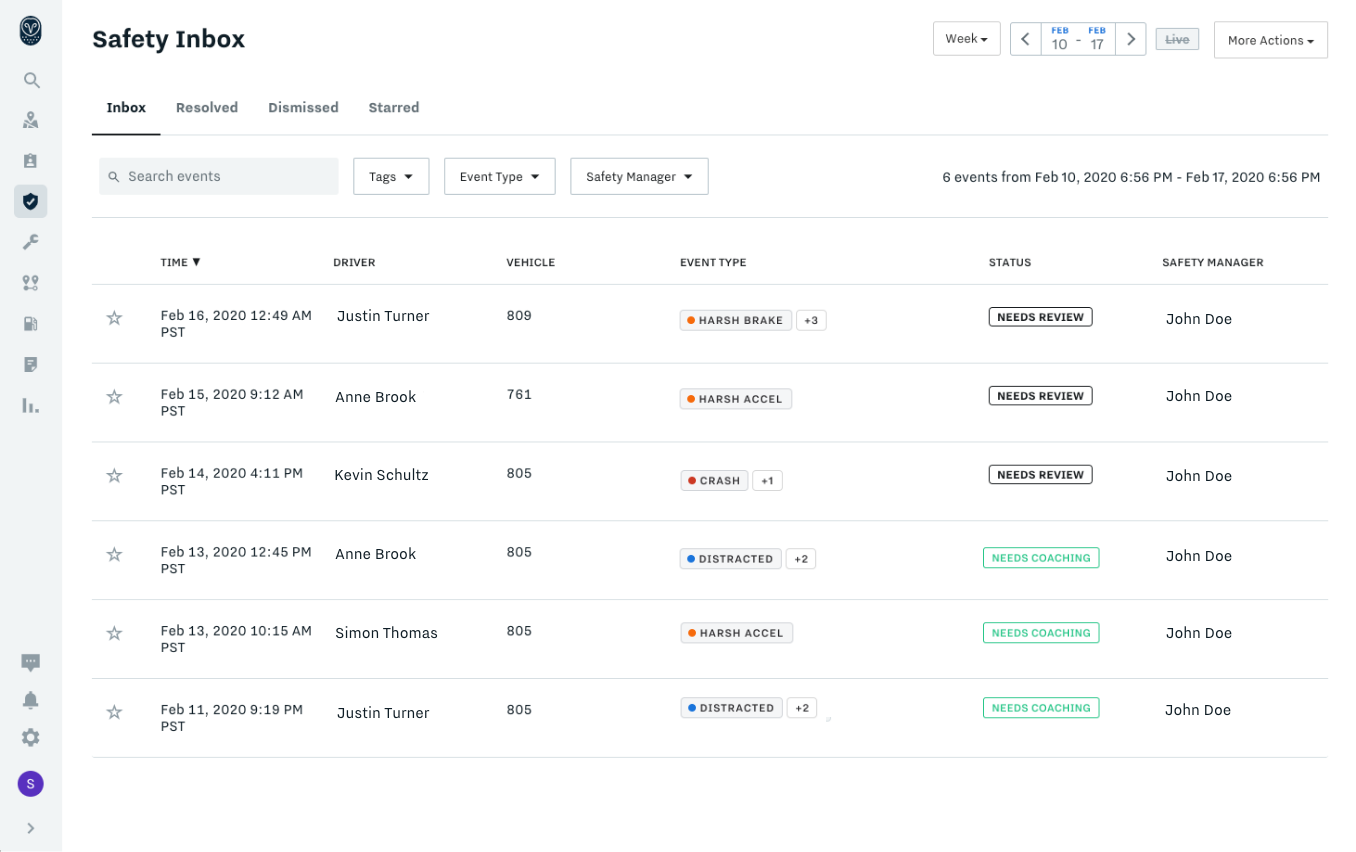 Safety Inbox
Week
FEB FEB
10 - 17
Live
More Actions
Inbox Resolved Dismissed Starred
Search events
Tags
Event Type
Safety Manager
6 events from Feb 10, 2020 6:56 PM - Feb 17, 2020 6:56 PM
TIME ▼ DRIVER VEHICLE EVENT TYPE STATUS SAFETY MANAGER
Feb 16, 2020 12:49 AM Justin Turner 809 HARSH BRAKE +3 NEEDS REVIEW John Doe
PST
Feb 15, 2020 9:12 AM Anne Brook 761 HARSH ACCEL NEEDS REVIEW John Doe
PST
Feb 14, 2020 4:11 PM Kevin Schultz 805 CRASH +1 NEEDS REVIEW John Doe
PST
Feb 13, 2020 12:45 PM Anne Brook 805 DISTRACTED +2 NEEDS COACHING John Doe
PST
Feb 13, 2020 10:15 AM Simon Thomas 805 HARSH ACCEL NEEDS COACHING John Doe
PST
Feb 11, 2020 9:19 PM Justin Turner 805 DISTRACTED +2 NEEDS COACHING John Doe
PST
S